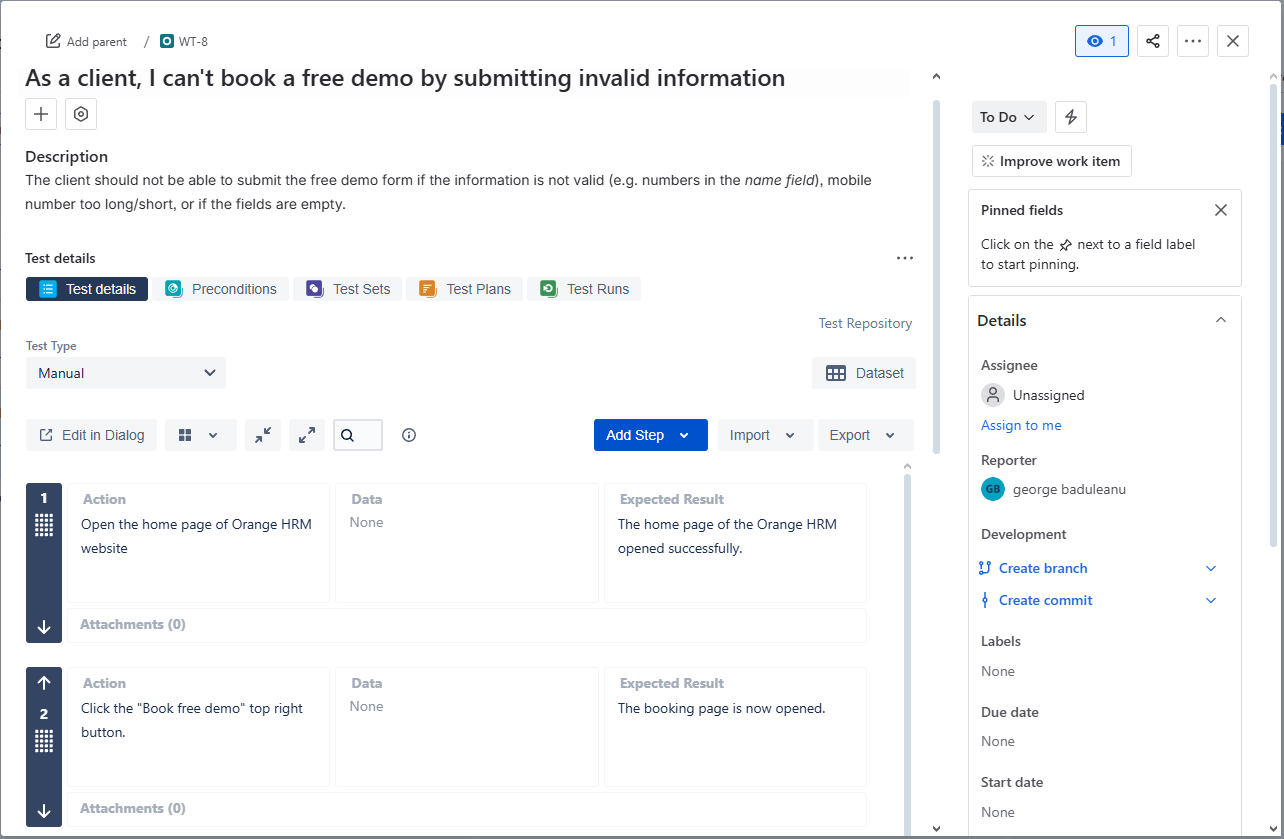 Add parent / WT-8
1
As a client, I can't book a free demo by submitting invalid information
Description
The client should not be able to submit the free demo form if the information is not valid (e.g. numbers in the name field), mobile
number too long/short, or if the fields are empty.
Test details
Test details Preconditions Test Sets Test Plans Test Runs
Test Repository
Test Type
Manual
Dataset
Edit in Dialog
Add Step Import Export
1
Action
Open the home page of Orange HRM
website
Data
None
Expected Result
The home page of the Orange HRM
opened successfully.
Attachments (0)
2
Action
Click the "Book free demo" top right
button.
Data
None
Expected Result
The booking page is now opened.
Attachments (0)
To Do
Improve work item
Pinned fields
Click on the next to a field label
to start pinning.
Details
Assignee
Unassigned
Assign to me
Reporter
GB george baduleanu
Development
Create branch
Create commit
Labels
None
Due date
None
Start date
None